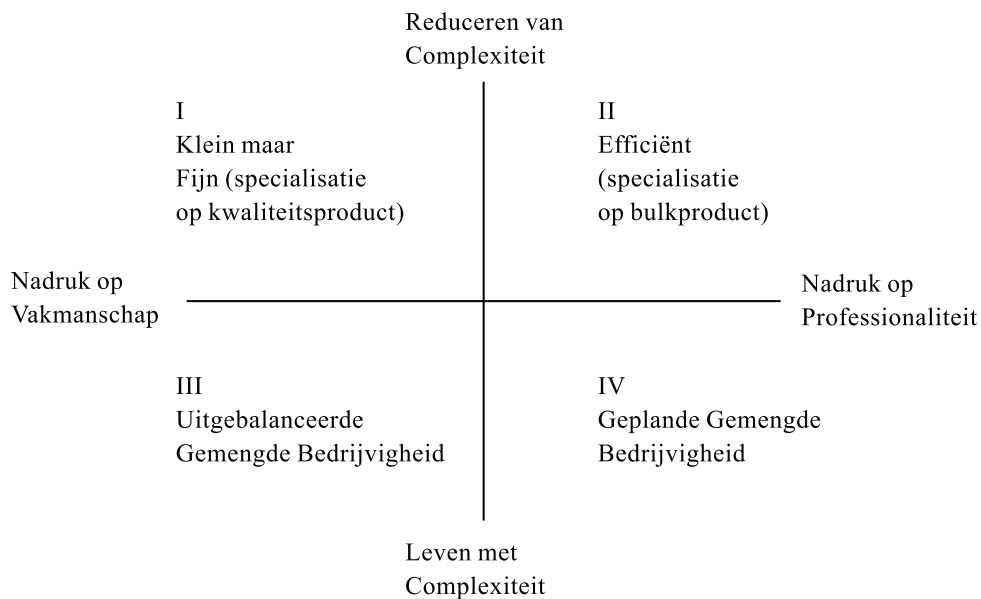 Reduceren van
Complexiteit
I
Klein maar
Fijn (specialisatie
op kwaliteitsproduct)
II
Efficiënt
(specialisatie
op bulkproduct)
Nadruk op
Vakmanschap
Nadruk op
Professionaliteit
III
Uitgebalanceerde
Gemengde Bedrijvigheid
IV
Geplande Gemengde
Bedrijvigheid
Leven met
Complexiteit